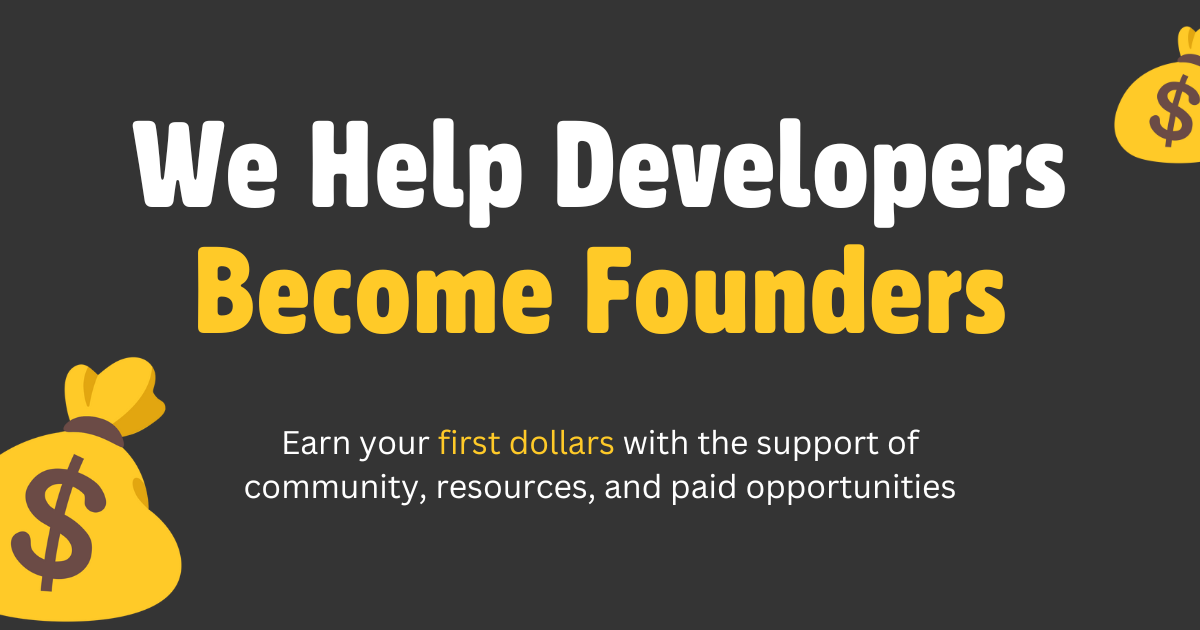 We Help Developers
Become Founders
Earn your first dollars with the support of
community, resources, and paid opportunities
$
$